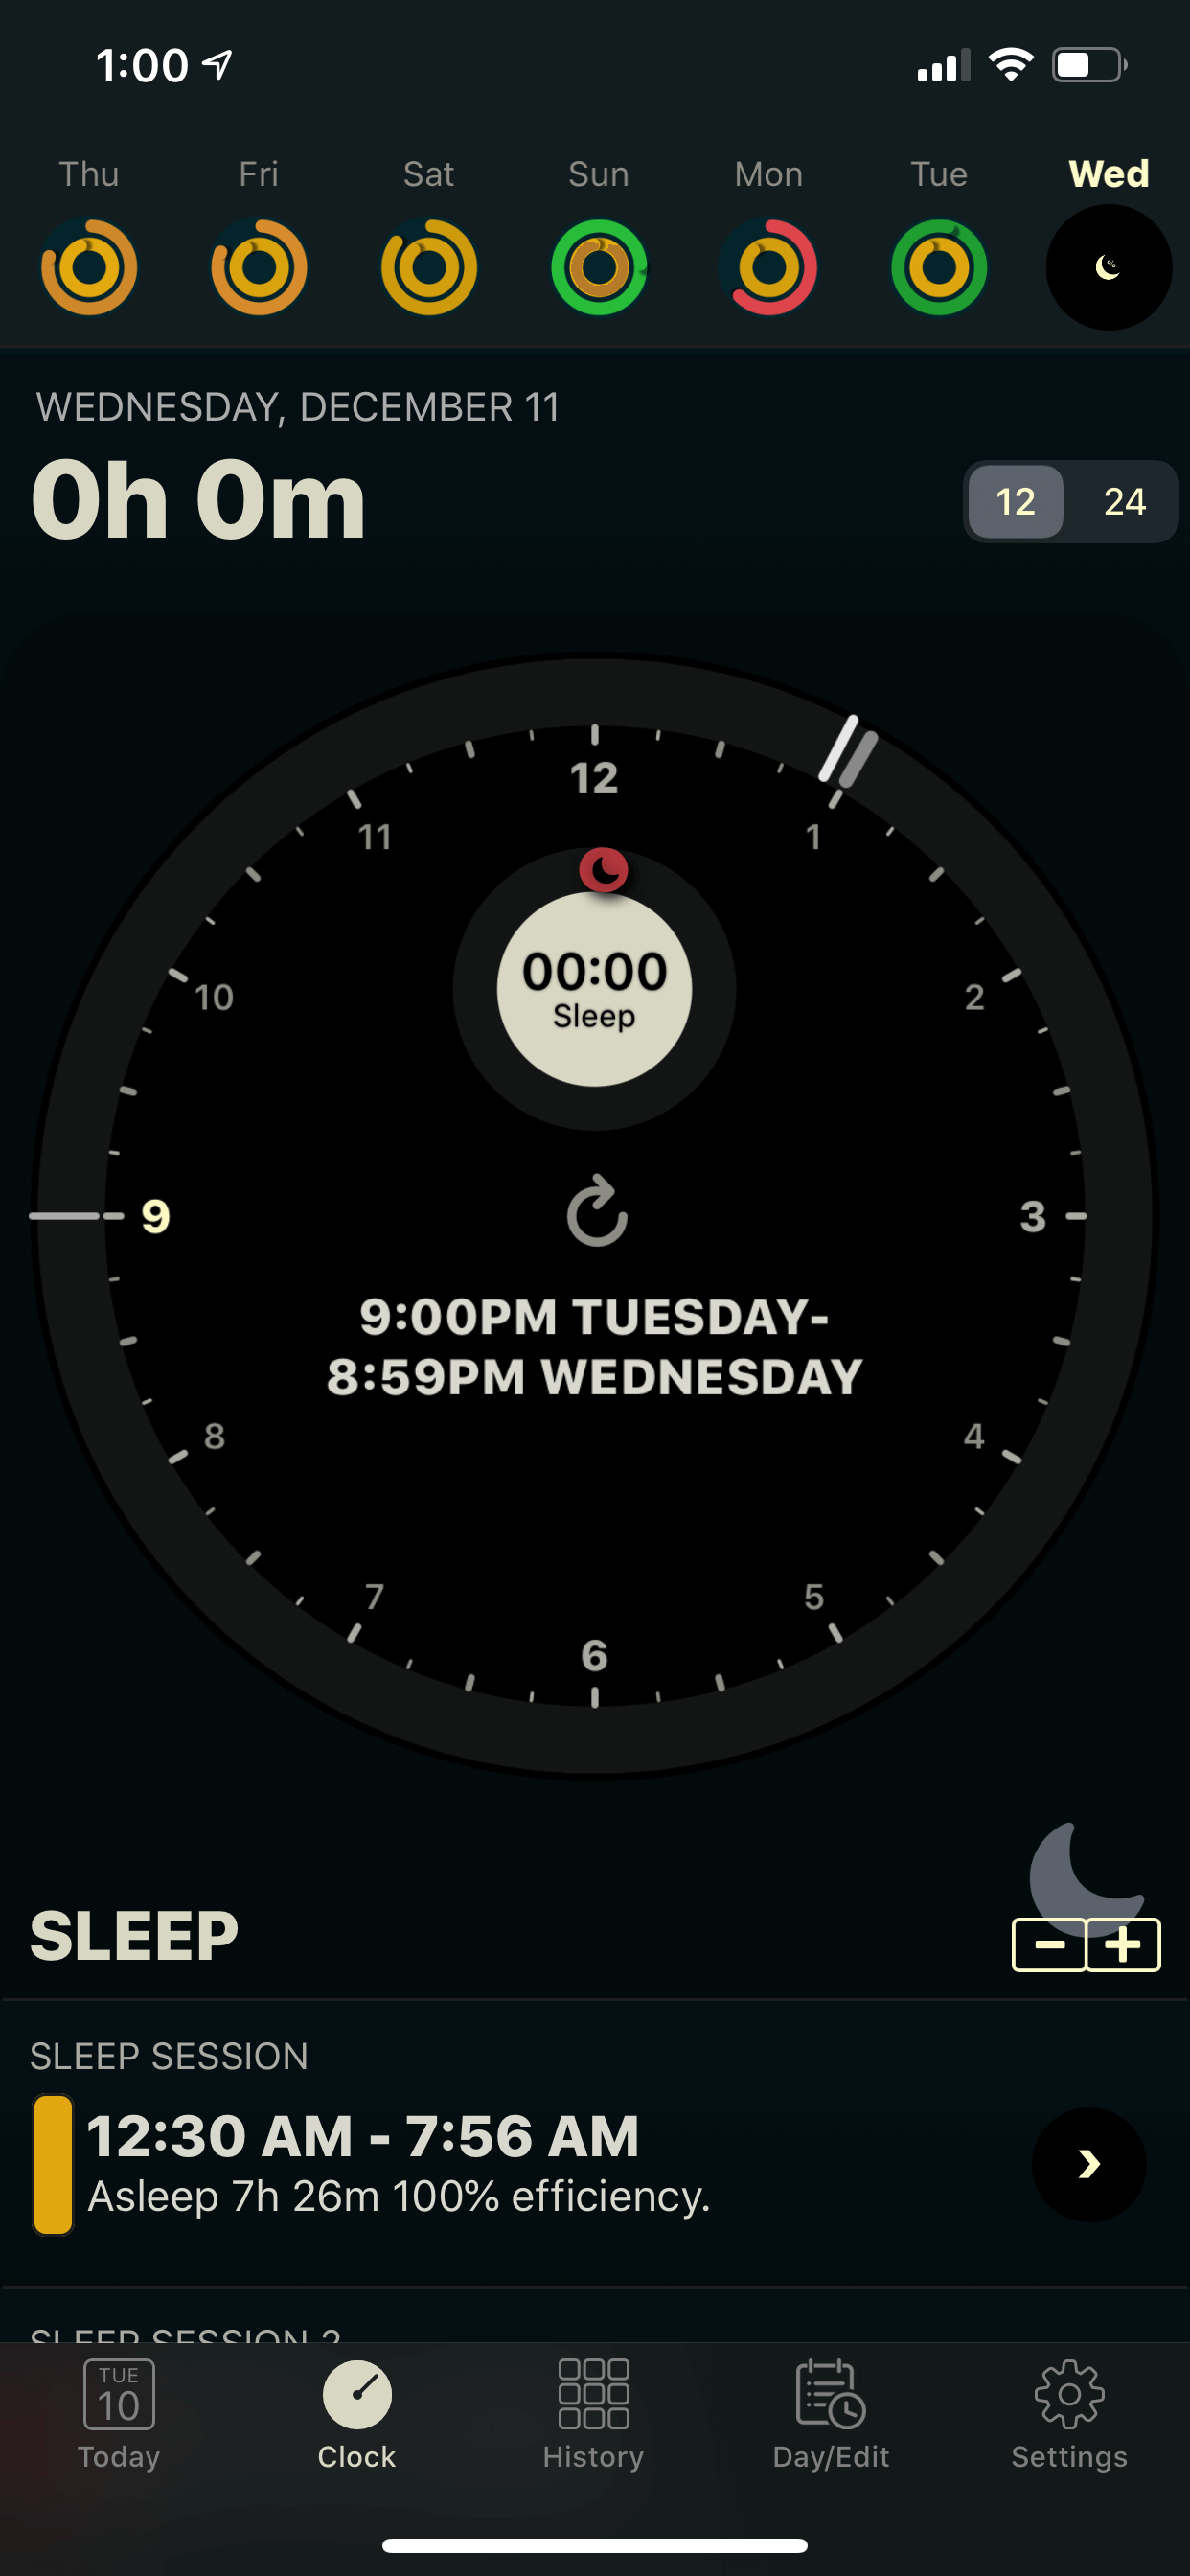 1:00
Thu Fri Sat Sun Mon Tue Wed
WEDNESDAY, DECEMBER 11
0h 0m
12 24
12
11 1
00:00
Sleep
10 2
9 3
9:00PM TUESDAY-
8:59PM WEDNESDAY
8 4
7 5
6
SLEEP
− +
SLEEP SESSION
12:30 AM - 7:56 AM
Asleep 7h 26m 100% efficiency.
SLEEP SESSION 2
TUE
10
Today Clock History Day/Edit Settings